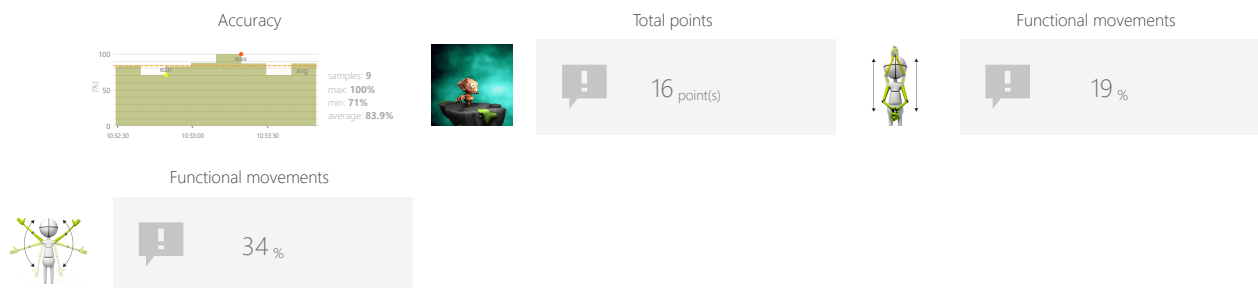 Accuracy
Total points
Functional movements
100
50
0
[%]
min
max
avg
10:32:30
10:33:00
10:33:30
samples: 9
max: 100%
min: 71%
average: 83.9%
16 point(s)
19 %
Functional movements
34 %